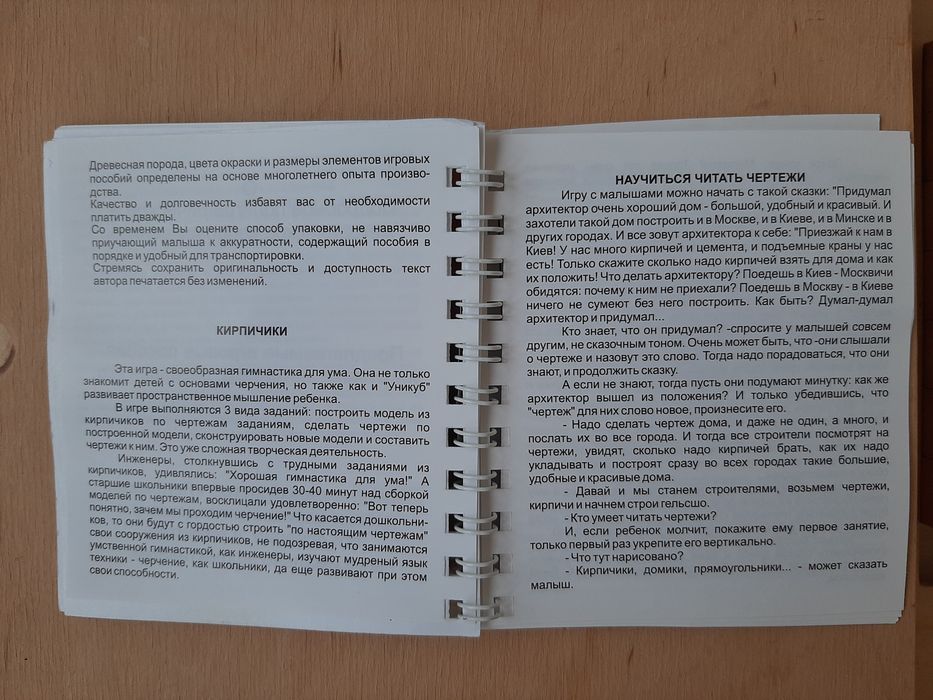 Древесная порода, цвета окраски и размеры элементов игровых
пособий определены на основе многолетнего опыта производ-
ства.
Качество и долговечность избавят вас от необходимости
платить дважды.
Со временем Вы оцените способ упаковки, не навязчиво
приучающий малыша к аккуратности, содержащий пособия в
порядке и удобный для транспортировки.
Стремясь сохранить оригинальность и доступность текст
автора печатается без изменений.
КИРПИЧИКИ
Эта игра - своеобразная гимнастика для ума. Она не только
знакомит детей с основами черчения, но также как и "Уникуб"
развивает пространственное мышление ребенка.
В игре выполняются 3 вида заданий: построить модель из
кирпичиков по чертежам заданиям, сделать чертежи по
построенной модели, сконструировать новые модели и составить
чертежи к ним. Это уже сложная творческая деятельность.
Инженеры, столкнувшись с трудными заданиями из
кирпичиков, удивлялись: "Хорошая гимнастика для ума!" А
старшие школьники впервые просидев 30-40 минут над сборкой
моделей по чертежам, восклицали удовлетворенно: "Вот теперь
понятно, зачем мы проходим черчение!" Что касается дошкольни-
ков, то они будут с гордостью строить "по настоящим чертежам"
свои сооружения из кирпичиков, не подозревая, что занимаются
умственной гимнастикой, как инженеры, изучают мудреный язык
техники - черчение, как школьники, да еще развивают при этом
свои способности.
НАУЧИТЬСЯ ЧИТАТЬ ЧЕРТЕЖИ
Игру с малышами можно начать с такой сказки: "Придумал
архитектор очень хороший дом - большой, удобный и красивый. И
захотели такой дом построить и в Москве, и в Киеве, и в Минске и в
других городах. И все зовут архитектора к себе: "Приезжай к нам в
Киев! У нас много кирпичей и цемента, и подъемные краны у нас
есть! Только скажите сколько надо кирпичей взять для дома и как
их положить! Что делать архитектору? Поедешь в Киев - Москвичи
обидятся: почему к ним не приехали? Поедешь в Москву - в Киеве
ничего не сумеют без него построить. Как быть? Думал-думал
архитектор и придумал...
Кто знает, что он придумал? -спросите у малышей совсем
другим, не сказочным тоном. Очень может быть, что -они слышали
о чертеже и назовут это слово. Тогда надо порадоваться, что они
знают, и продолжить сказку.
А если не знают, тогда пусть они подумают минутку: как же
архитектор вышел из положения? И только убедившись, что
"чертеж" для них слово новое, произнесите его.
- Надо сделать чертеж дома, и даже не один, а много, и
послать их во все города. И тогда все строители посмотрят на
чертежи, увидят, сколько надо кирпичей брать, как их надо
укладывать и построят сразу во всех городах такие большие,
удобные и красивые дома.
- Давай и мы станем строителями, возьмем чертежи,
кирпичи и начнем строи гельсшо.
- Кто умеет читать чертежи?
И, если ребенок молчит, покажите ему первое занятие,
только первый раз укрепите его вертикально.
- Что тут нарисовано?
- Кирпичики, домики, прямоугольники... - может сказать
малыш.